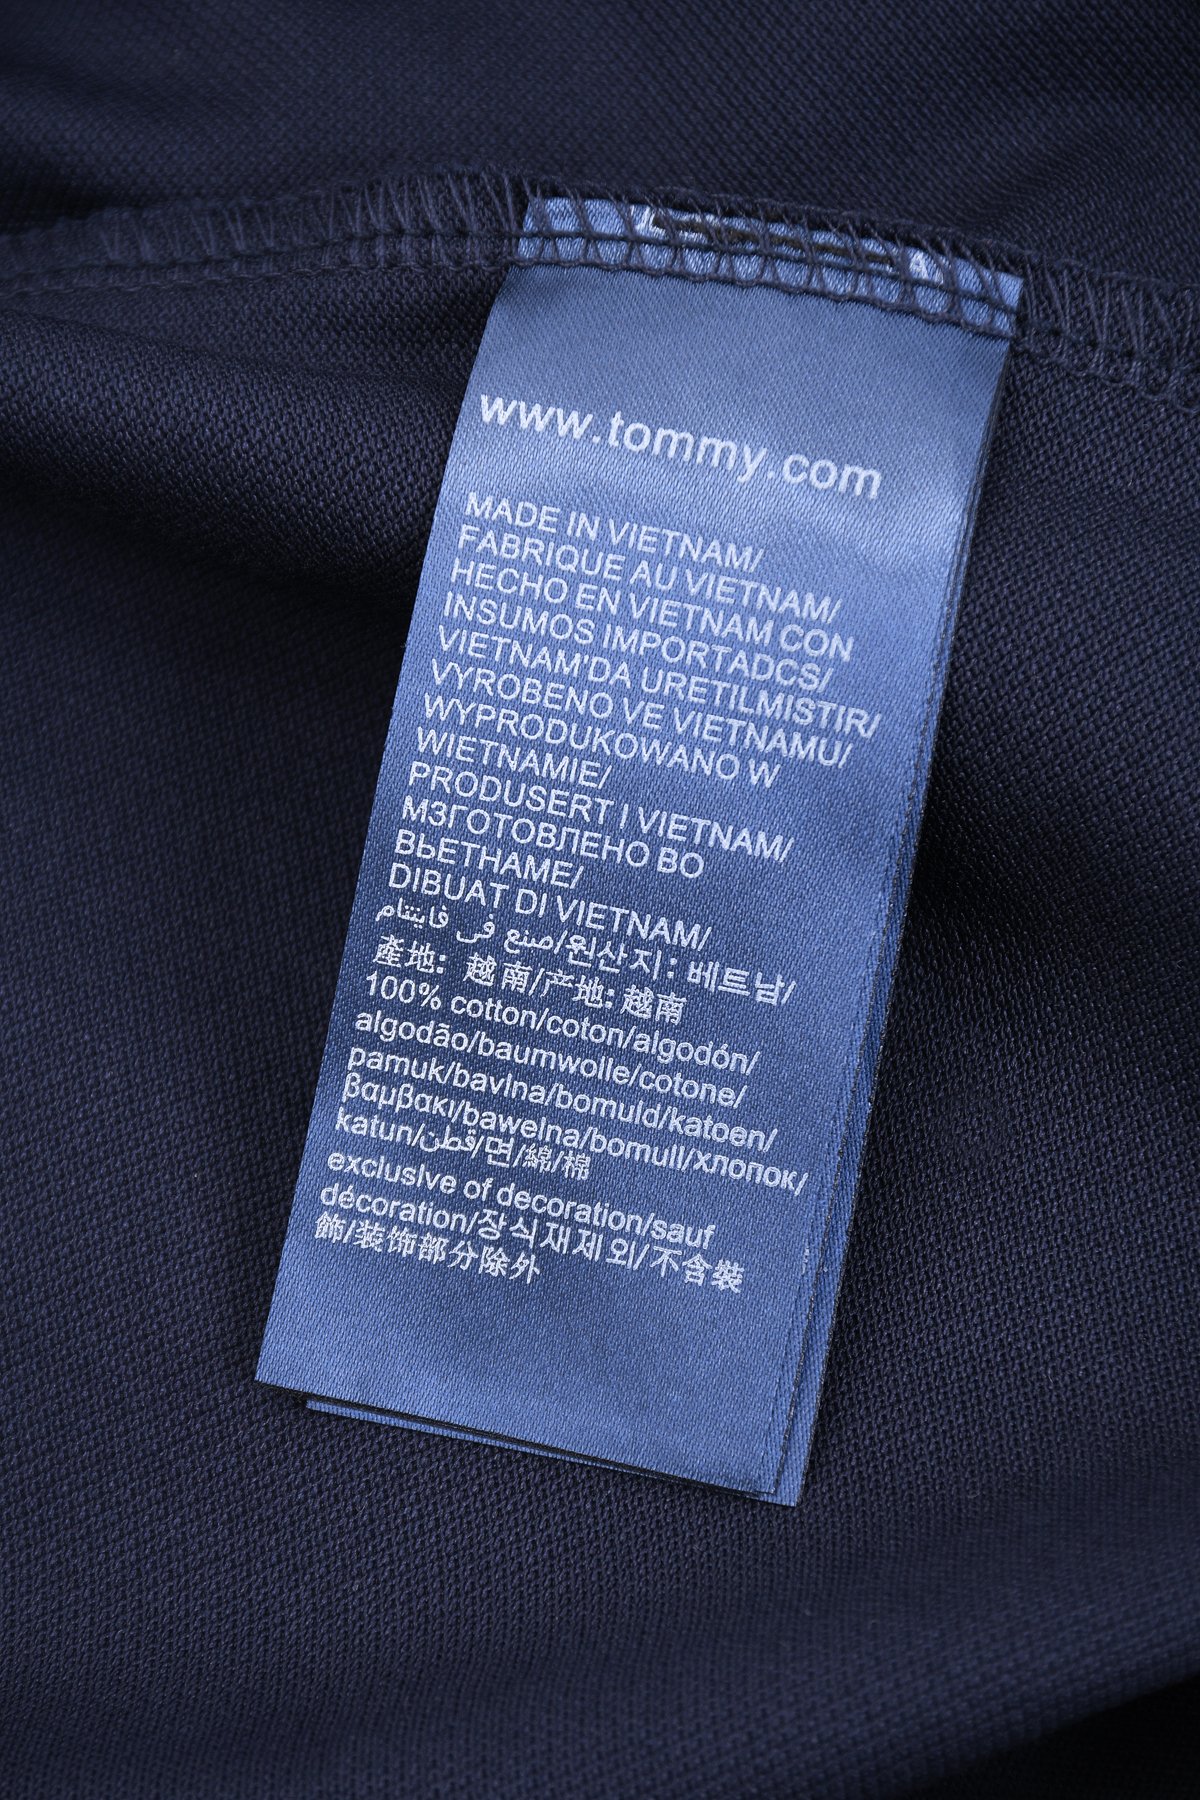 www.tommy.com
MADE IN VIETNAM/
FABRIQUE AU VIETNAM/
HECHO EN VIETNAM CON
INSUMOS IMPORTADCS/
VIETNAM'DA URETILMISTIR/
VYROBENO VE VIETNAMU/
WYPRODUKOWANO W
WIETNAMIE/
PRODUSERT I VIETNAM/
МЗГОТОВЛЕНО ВО
ВЬЕТНАМЕ/
DIBUAT DI VIETNAM/
صنع في فايتنام/원산지: 베트남/
產地: 越南/产地: 越南
100% cotton/coton/algodón/
algodão/baumwolle/cotone/
pamuk/bavlna/bomuld/katoen/
βαμβακι/bawelna/bomull/хлопок/
katun/قطن/면/綿/棉
exclusive of decoration/sauf
décoration/장식재제외/不含裝
飾/装饰部分除外